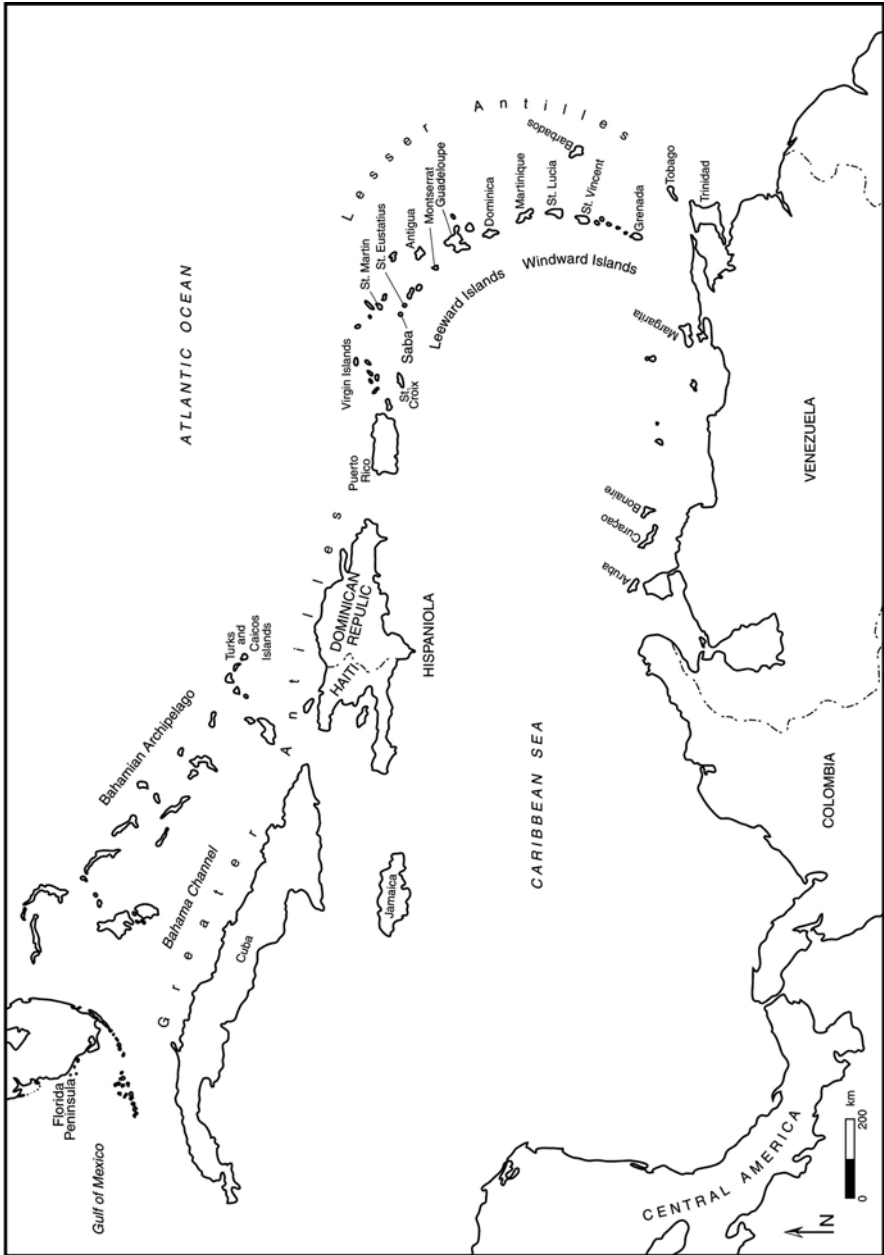 ATLANTIC OCEAN
Gulf of Mexico
Florida
Peninsula
Bahamian Archipelago
Bahama Channel
Turks
and
Caicos
Islands
Greater Antilles
Cuba
Jamaica
HAITI
DOMINICAN
REPULIC
HISPANIOLA
Puerto
Rico
Virgin Islands
St.
Croix
Lesser Antilles
St. Martin
St. Eustatius
Saba
Antigua
Montserrat
Guadeloupe
Dominica
Martinique
St. Lucia
St. Vincent
Barbados
Grenada
Tobago
Trinidad
Leeward Islands
Windward Islands
CARIBBEAN SEA
Margarita
Bonaire
Curaçao
Aruba
VENEZUELA
COLOMBIA
CENTRAL AMERICA
N
0
200
km